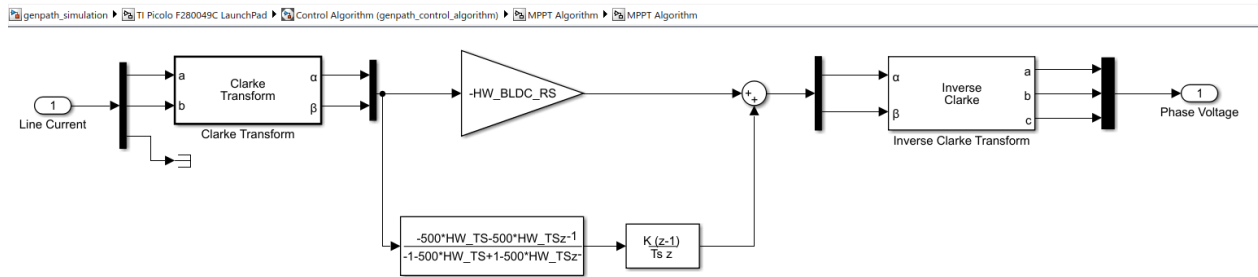 genpath_simulation TI Picolo F280049C LaunchPad Control Algorithm (genpath_control_algorithm) MPPT Algorithm MPPT Algorithm
1
Line Current
a
b
Clarke
Transform
α
β
Clarke Transform
-HW_BLDC_RS
+
+
α
β
Inverse
Clarke
a
b
c
Inverse Clarke Transform
1
Phase Voltage
-500*HW_TS-500*HW_TSz-1
-1-500*HW_TS+1-500*HW_TSz-
K (z-1)
Ts z